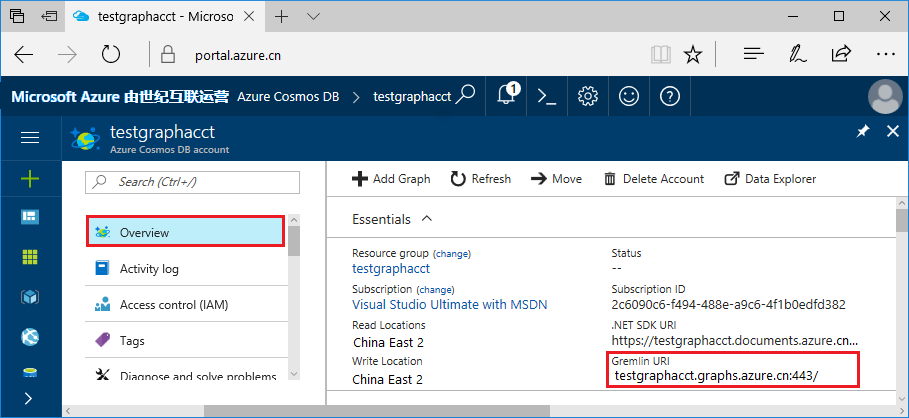 testgraphacct - Microso
portal.azure.cn
Microsoft Azure 由世纪互联运营 Azure Cosmos DB > testgraphacct
1
testgraphacct
Azure Cosmos DB account
Search (Ctrl+/)
Add Graph Refresh Move Delete Account Data Explorer
Overview
Activity log
Access control (IAM)
Tags
Diagnose and solve problems
Essentials
Resource group (change)
testgraphacct
Status
--
Subscription (change)
Visual Studio Ultimate with MSDN
Subscription ID
2c6090c6-f494-488e-a9c6-4f1b0edfd382
Read Locations
China East 2
.NET SDK URI
https://testgraphacct.documents.azure.cn...
Write Location
China East 2
Gremlin URI
testgraphacct.graphs.azure.cn:443/